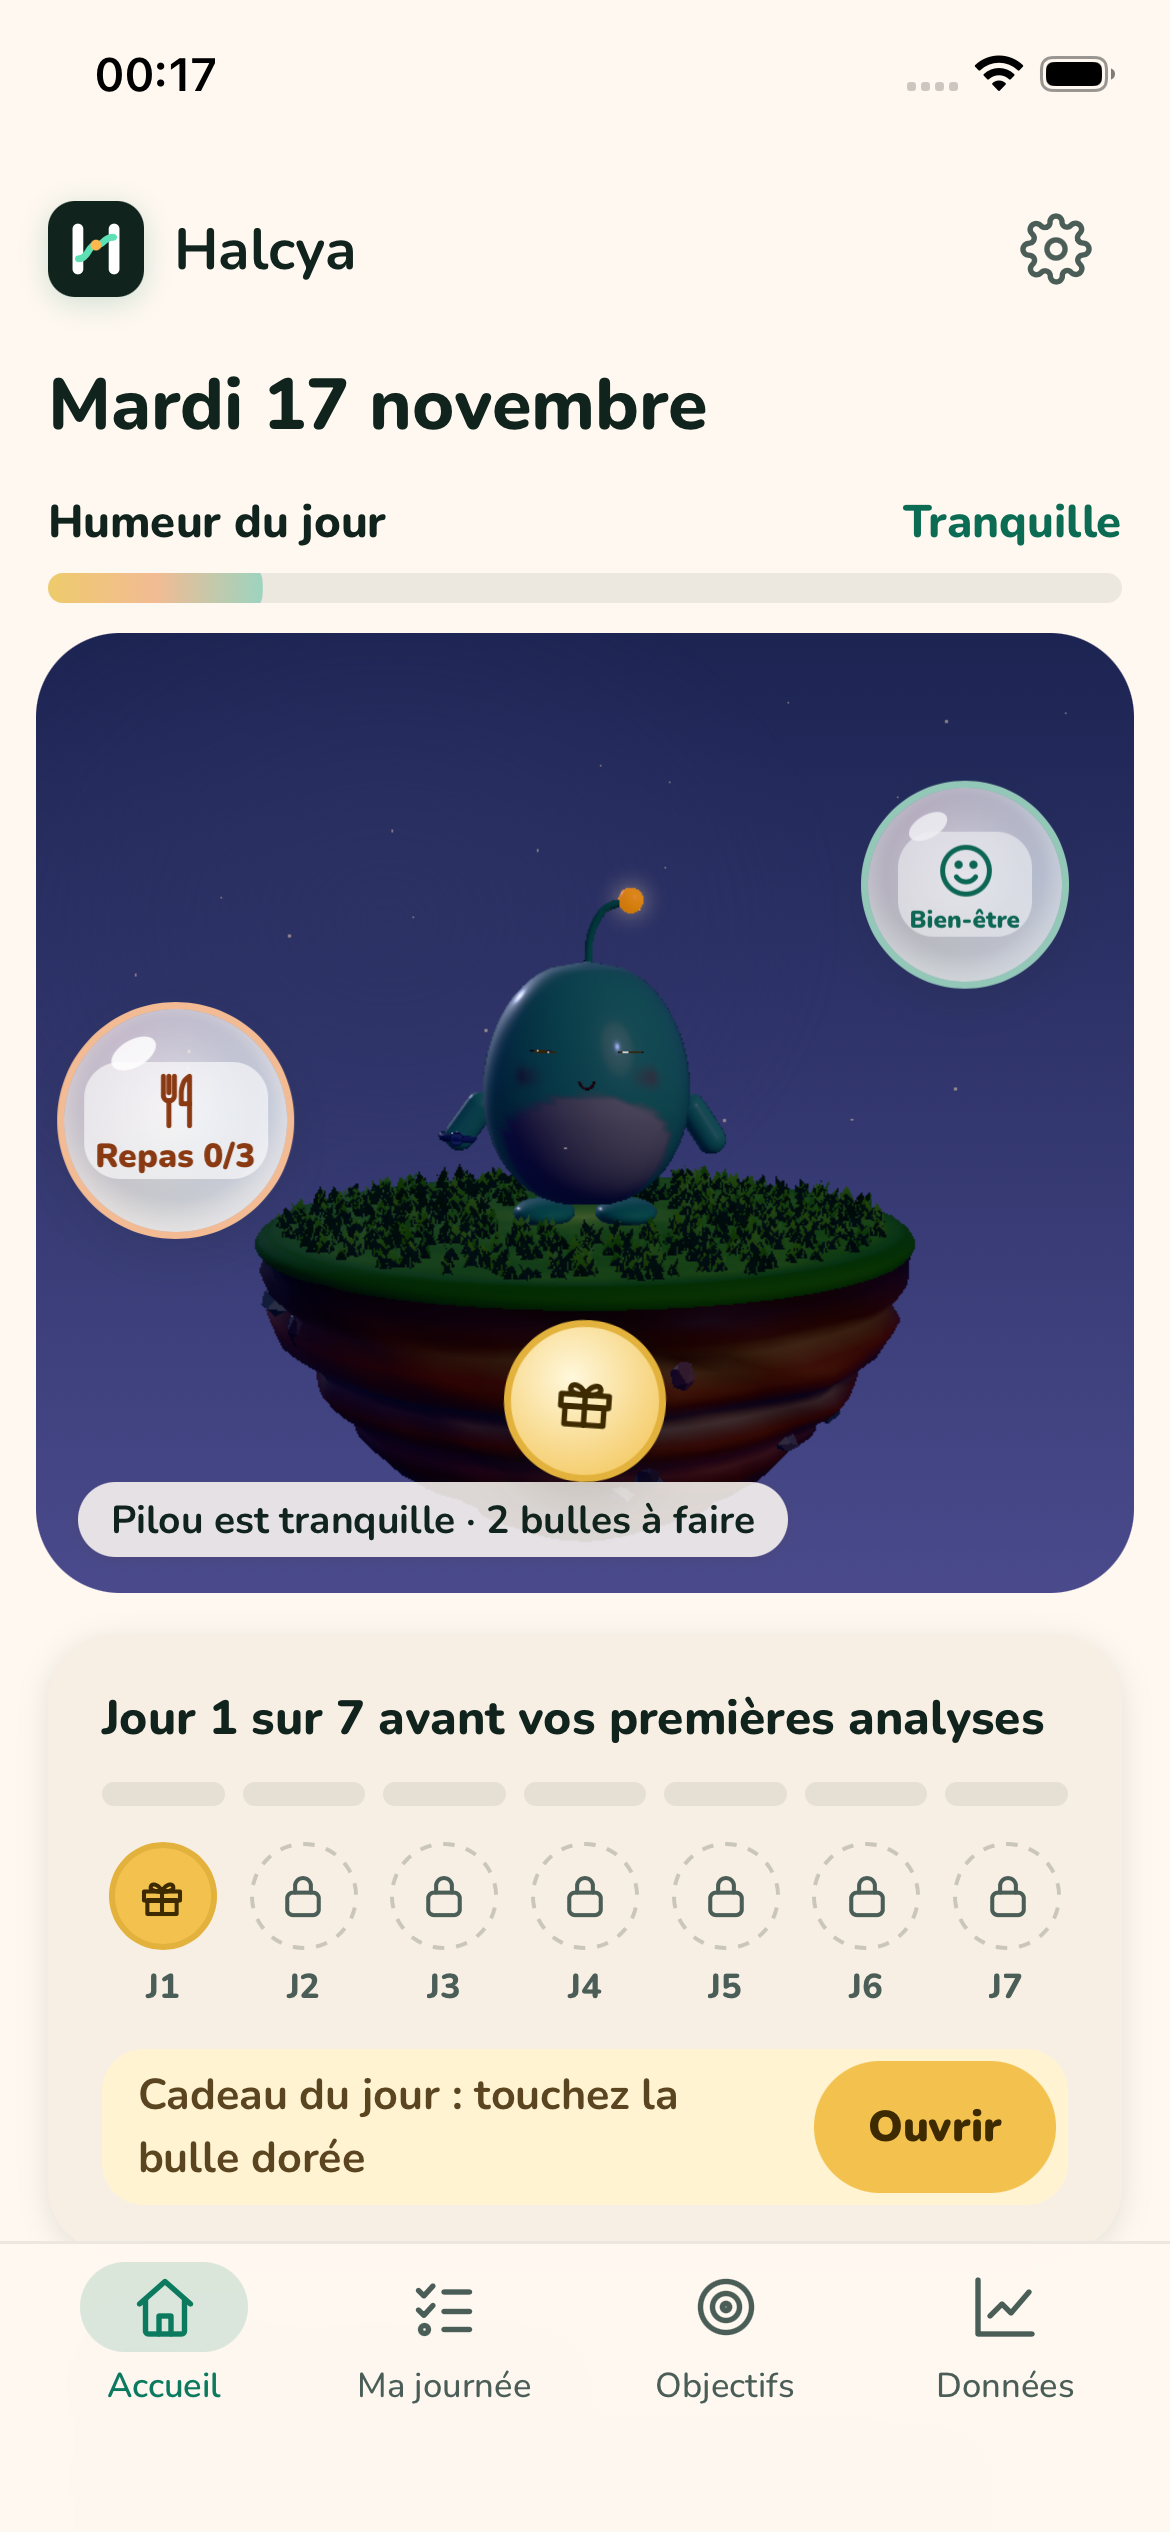 00:17
Halcya
Mardi 17 novembre
Humeur du jour
Tranquille
Bien-être
Repas 0/3
Pilou est tranquille · 2 bulles à faire
Jour 1 sur 7 avant vos premières analyses
J1 J2 J3 J4 J5 J6 J7
Cadeau du jour : touchez la
bulle dorée
Ouvrir
Accueil Ma journée Objectifs Données